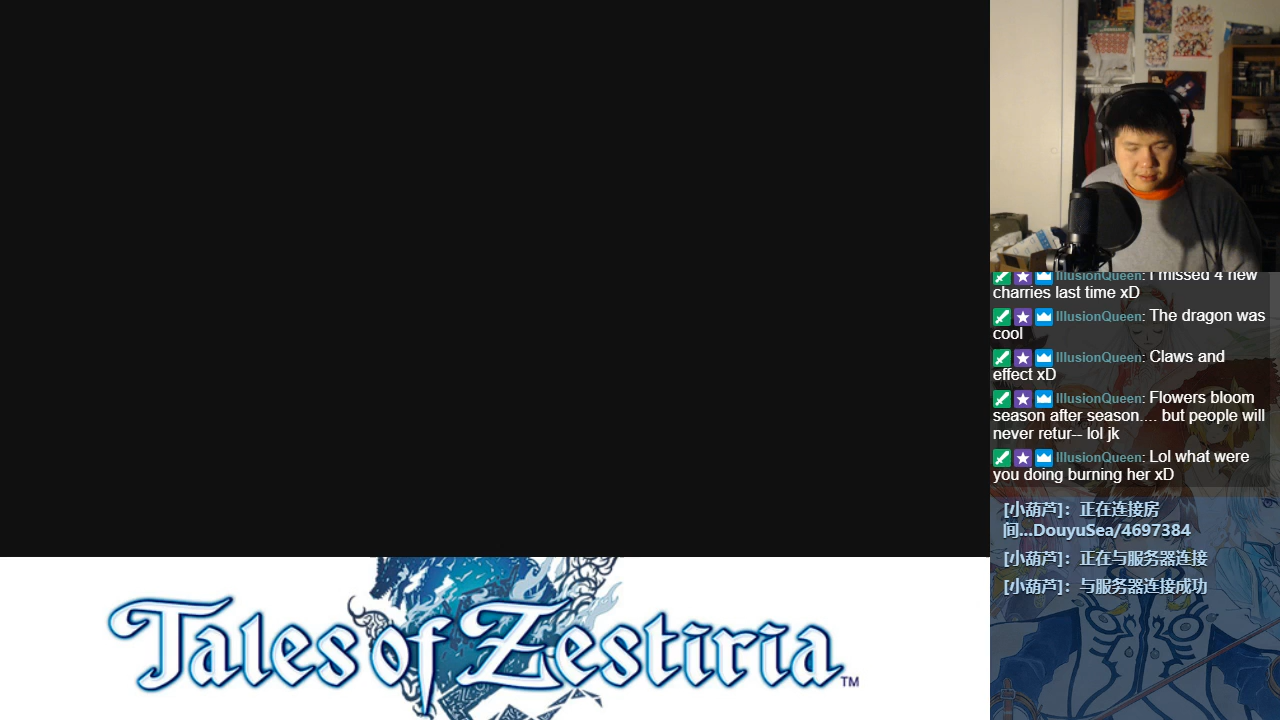 IllusionQueen: I missed 4 new
charries last time xD
IllusionQueen: The dragon was
cool
IllusionQueen: Claws and
effect xD
IllusionQueen: Flowers bloom
season after season.... but people will
never retur-- lol jk
IllusionQueen: Lol what were
you doing burning her xD
[小葫芦]：正在连接房
间...DouyuSea/4697384
[小葫芦]：正在与服务器连接
[小葫芦]：与服务器连接成功
Tales of Zestiria™